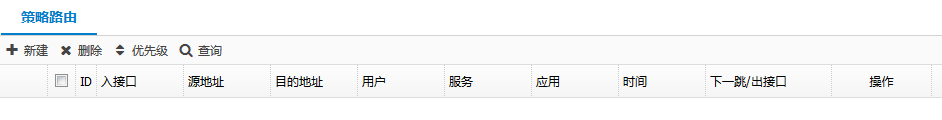 策略路由
新建 删除 优先级 查询
ID 入接口 源地址 目的地址 用户 服务 应用 时间 下一跳/出接口 操作